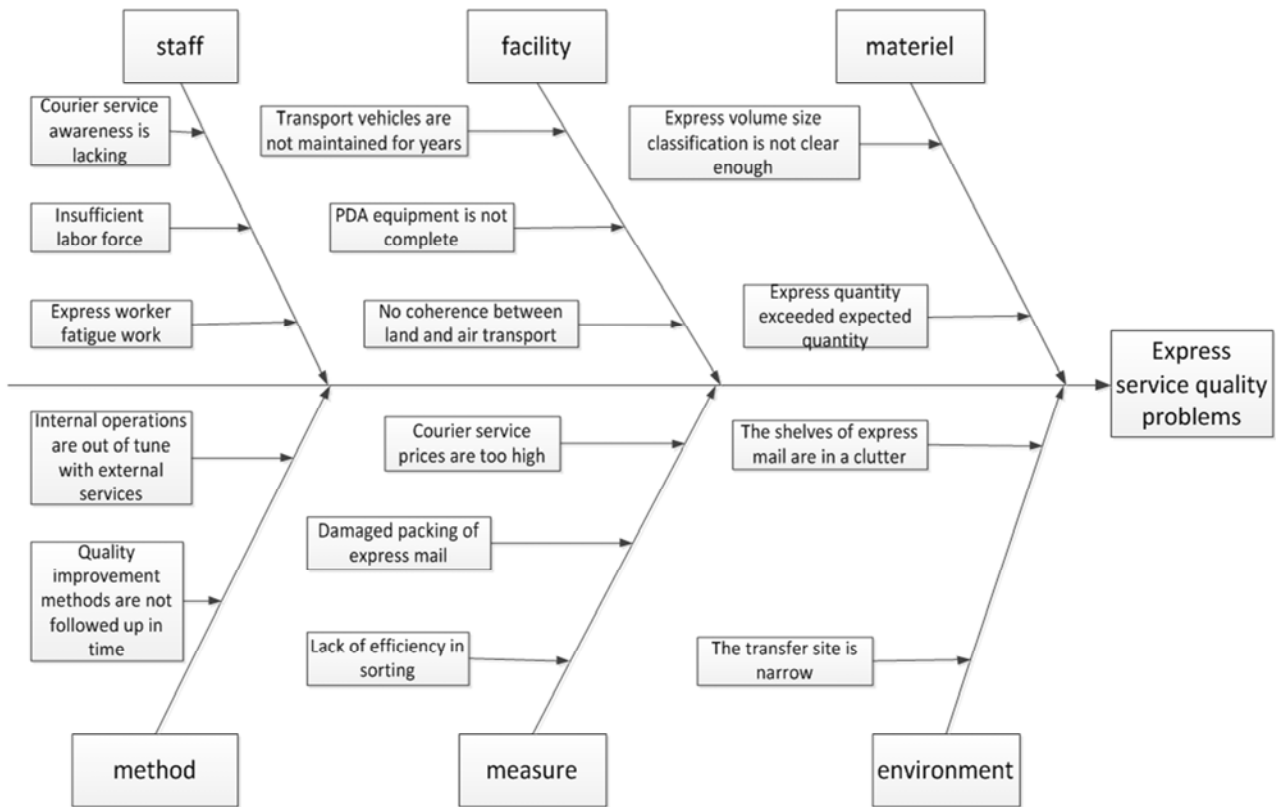 staff
facility
materiel
Courier service
awareness is
lacking
Transport vehicles are
not maintained for years
Express volume size
classification is not clear
enough
Insufficient
labor force
PDA equipment is not
complete
Express worker
fatigue work
No coherence between
land and air transport
Express quantity
exceeded expected
quantity
Express
service quality
problems
Internal operations
are out of tune
with external
services
Courier service
prices are too high
The shelves of express
mail are in a clutter
Quality
improvement
methods are not
followed up in
time
Damaged packing of
express mail
Lack of efficiency in
sorting
The transfer site is
narrow
method
measure
environment